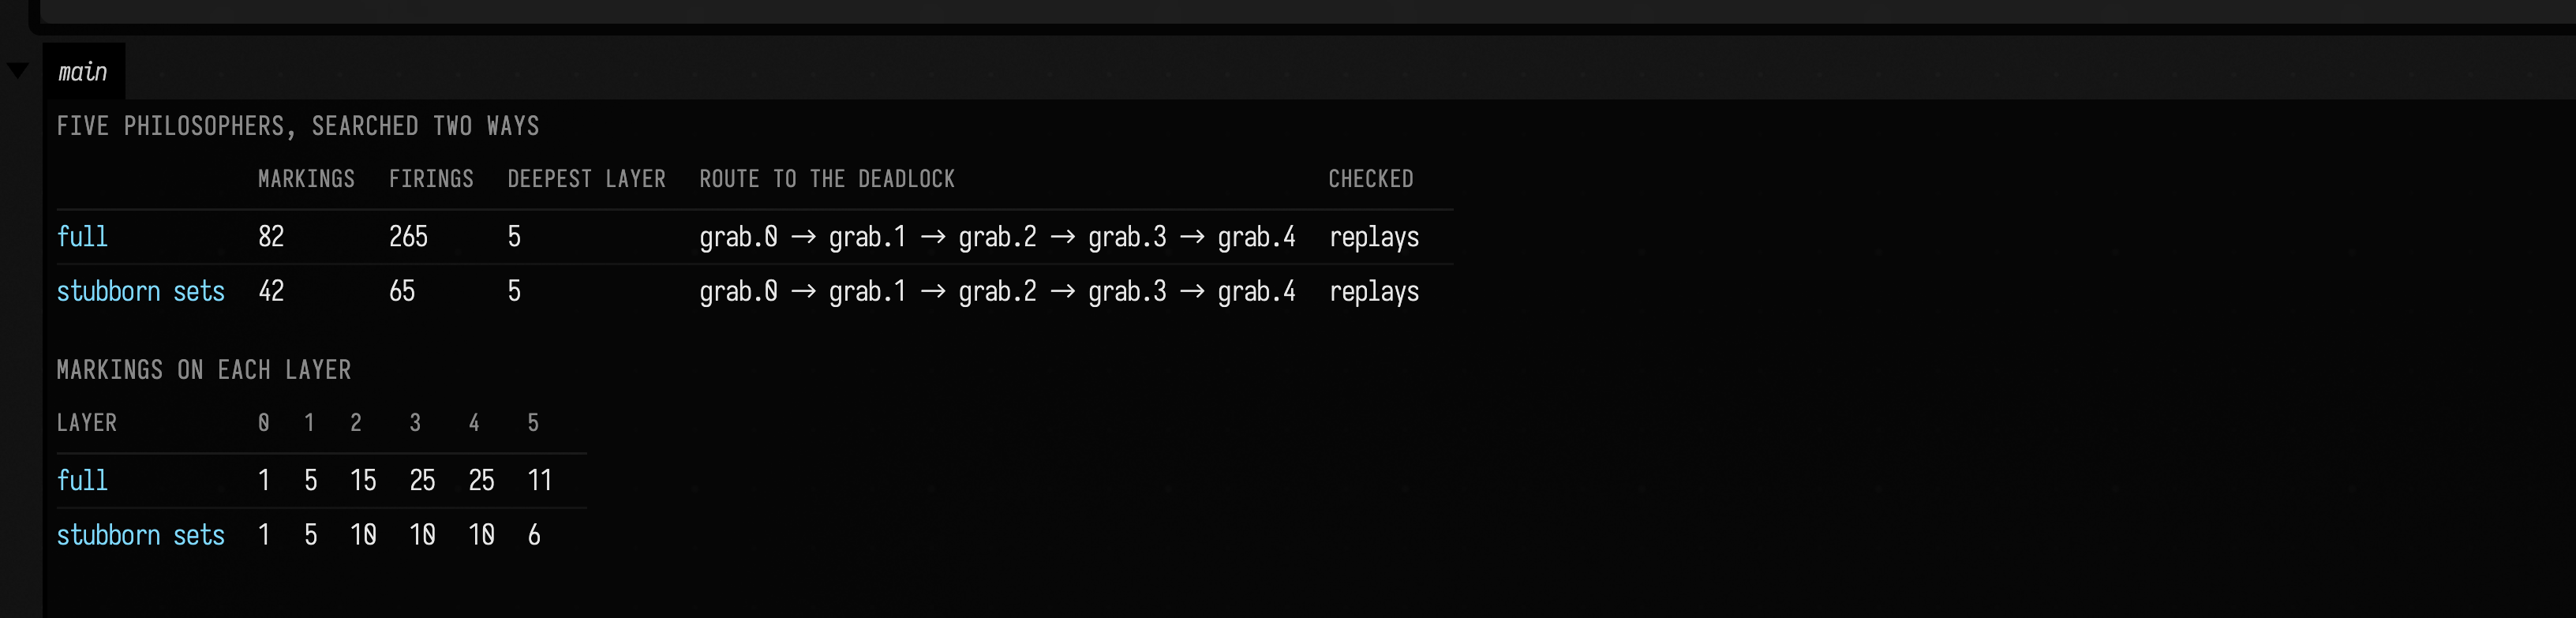 main
FIVE PHILOSOPHERS, SEARCHED TWO WAYS
MARKINGS FIRINGS DEEPEST LAYER ROUTE TO THE DEADLOCK CHECKED
full 82 265 5 grab.0 → grab.1 → grab.2 → grab.3 → grab.4 replays
stubborn sets 42 65 5 grab.0 → grab.1 → grab.2 → grab.3 → grab.4 replays
MARKINGS ON EACH LAYER
LAYER 0 1 2 3 4 5
full 1 5 15 25 25 11
stubborn sets 1 5 10 10 10 6